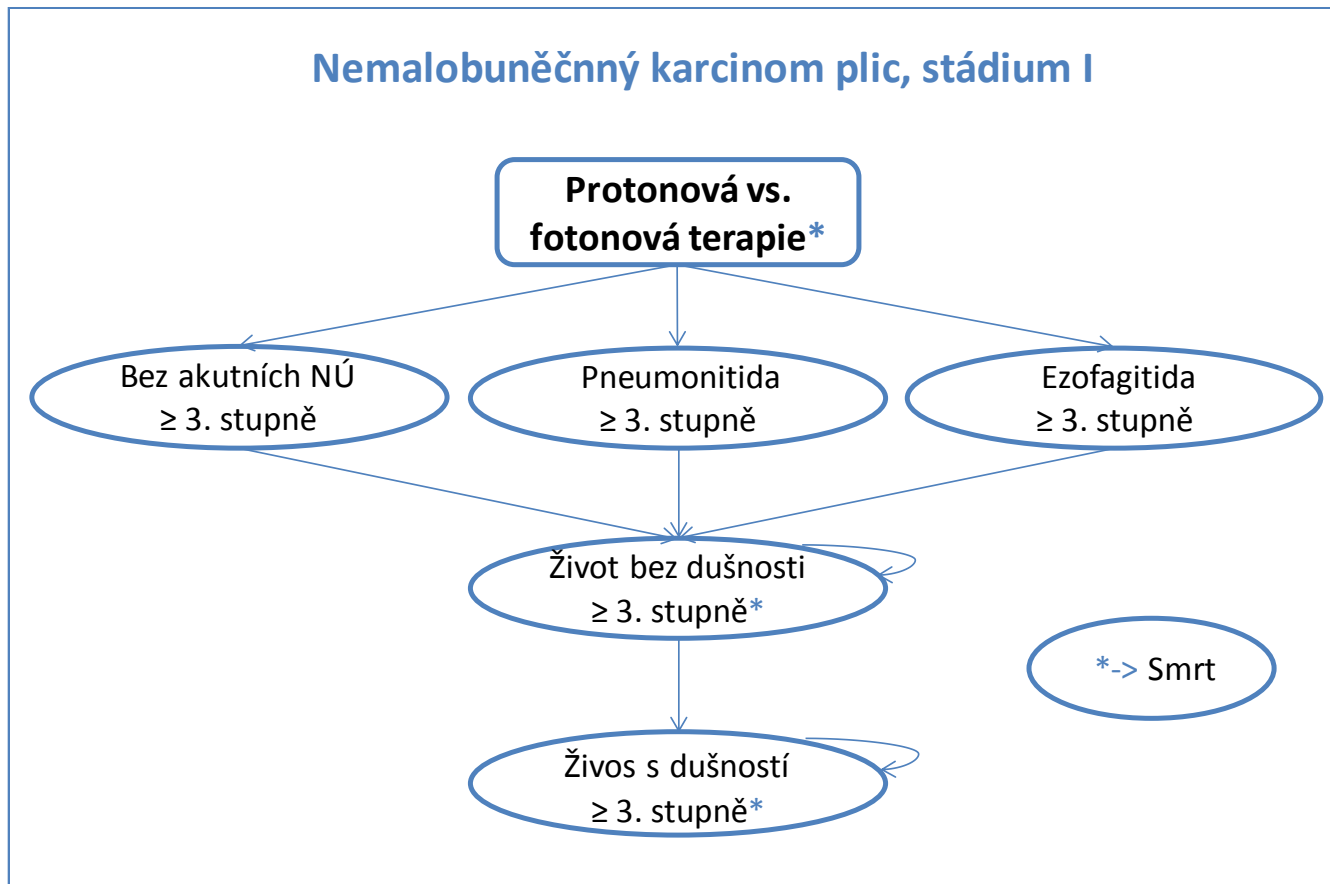 Nemalobuněčnný karcinom plic, stádium I
Protonová vs.
fotonová terapie*
Bez akutních NÚ
≥ 3. stupně
Pneumonitida
≥ 3. stupně
Ezofagitida
≥ 3. stupně
Život bez dušnosti
≥ 3. stupně*
*-> Smrt
Živos s dušností
≥ 3. stupně*